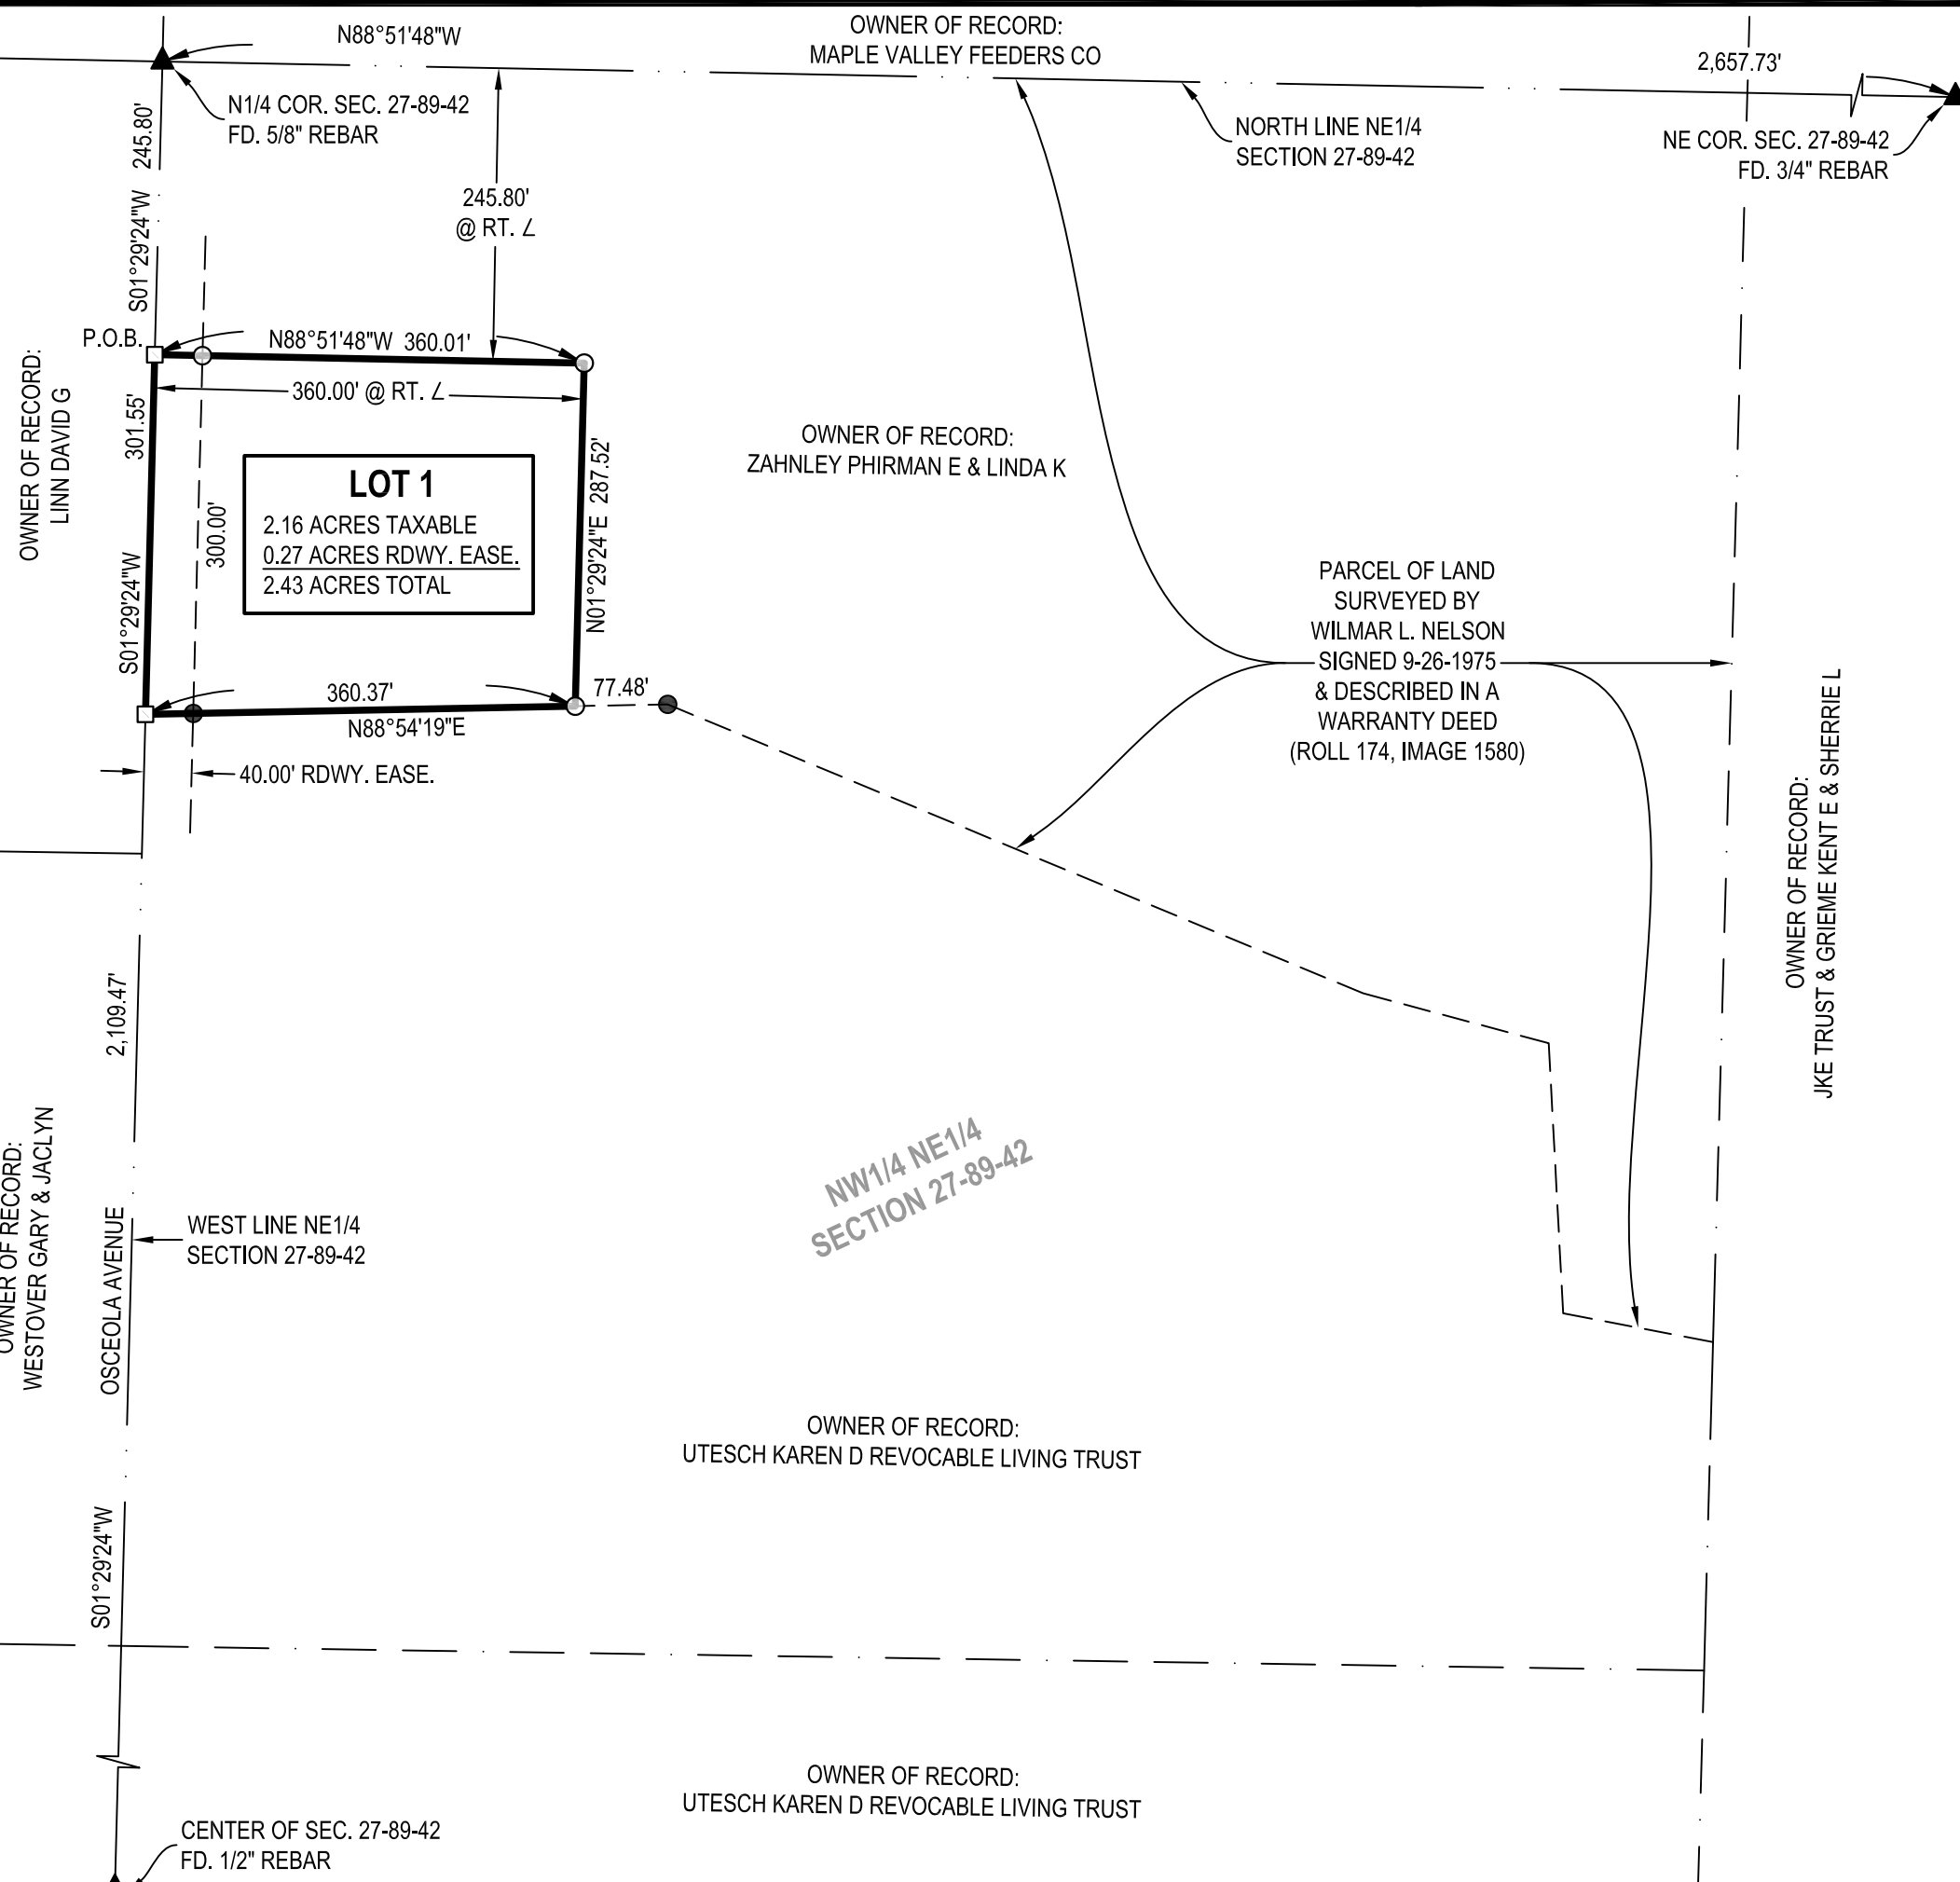 N88°51'48"W
OWNER OF RECORD:
MAPLE VALLEY FEEDERS CO
2,657.73'
N1/4 COR. SEC. 27-89-42
FD. 5/8" REBAR
NORTH LINE NE1/4
SECTION 27-89-42
NE COR. SEC. 27-89-42
FD. 3/4" REBAR
S01°29'24"W 245.80'
245.80'
@ RT. ∠
P.O.B.
N88°51'48"W 360.01'
360.00' @ RT. ∠
OWNER OF RECORD:
LINN DAVID G
S01°29'24"W 301.55'
300.00'
LOT 1
2.16 ACRES TAXABLE
0.27 ACRES RDWY. EASE.
2.43 ACRES TOTAL
N01°29'24"E 287.52'
OWNER OF RECORD:
ZAHNLEY PHIRMAN E & LINDA K
PARCEL OF LAND
SURVEYED BY
WILMAR L. NELSON
SIGNED 9-26-1975
& DESCRIBED IN A
WARRANTY DEED
(ROLL 174, IMAGE 1580)
360.37'
N88°54'19"E
77.48'
40.00' RDWY. EASE.
OWNER OF RECORD:
JKE TRUST & GRIEME KENT E & SHERRIE L
2,109.47'
NW1/4 NE1/4
SECTION 27-89-42
OWNER OF RECORD:
WESTOVER GARY & JACLYN
OSCEOLA AVENUE
WEST LINE NE1/4
SECTION 27-89-42
OWNER OF RECORD:
UTESCH KAREN D REVOCABLE LIVING TRUST
S01°29'24"W
OWNER OF RECORD:
UTESCH KAREN D REVOCABLE LIVING TRUST
CENTER OF SEC. 27-89-42
FD. 1/2" REBAR